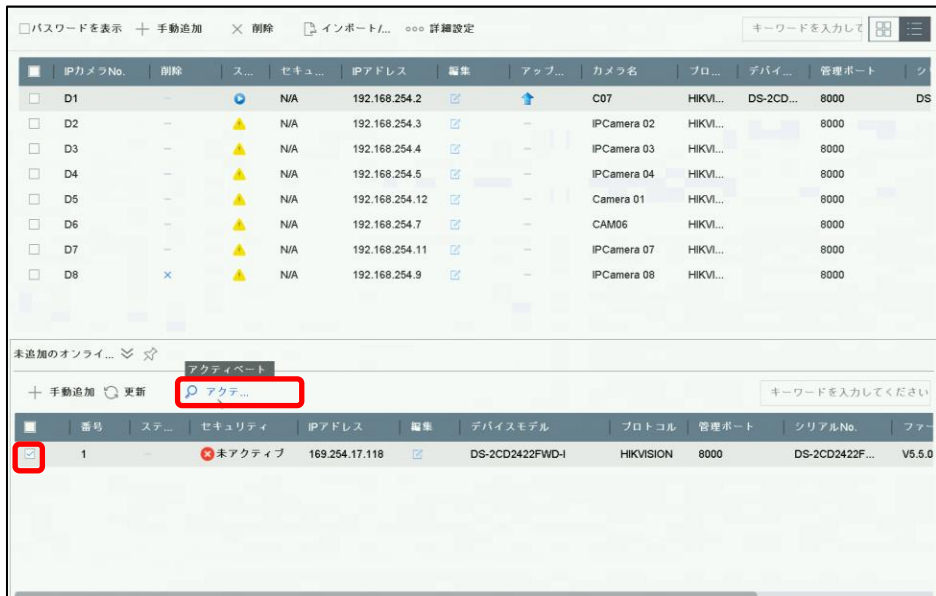 パスワードを表示 手動追加 削除 インポート/... 詳細設定 キーワードを入力して
IPカメラNo. 削除 ス... セキュ... IPアドレス 編集 アップ... カメラ名 プロ... デバイ... 管理ポート シリ
D1 — N/A 192.168.254.2 C07 HIKVI... DS-2CD... 8000 DS
D2 — N/A 192.168.254.3 — IPCamera 02 HIKVI... 8000
D3 — N/A 192.168.254.4 — IPCamera 03 HIKVI... 8000
D4 — N/A 192.168.254.5 — IPCamera 04 HIKVI... 8000
D5 — N/A 192.168.254.12 — Camera 01 HIKVI... 8000
D6 — N/A 192.168.254.7 — CAM06 HIKVI... 8000
D7 — N/A 192.168.254.11 — IPCamera 07 HIKVI... 8000
D8 × N/A 192.168.254.9 — IPCamera 08 HIKVI... 8000
未追加のオンライ...
アクティベート
手動追加 更新 アクテ... キーワードを入力してください
番号 ステ... セキュリティ IPアドレス 編集 デバイスモデル プロトコル 管理ポート シリアルNo. ファー
1 — 未アクティブ 169.254.17.118 DS-2CD2422FWD-I HIKVISION 8000 DS-2CD2422F... V5.5.0